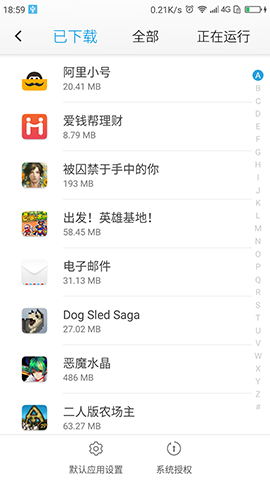 18:59 0.21K/s 4G
已下载 全部 正在运行
阿里小号
20.41 MB
A
B
C
D
爱钱帮理财
8.79 MB
E
F
G
被囚禁于手中的你
193 MB
H
I
J
K
出发！英雄基地！
58.45 MB
L
M
N
O
电子邮件
31.13 MB
P
Q
R
Dog Sled Saga
27.02 MB
S
T
U
V
恶魔水晶
486 MB
W
X
Y
Z
二人版农场主
63.27 MB
#
默认应用设置 系统授权